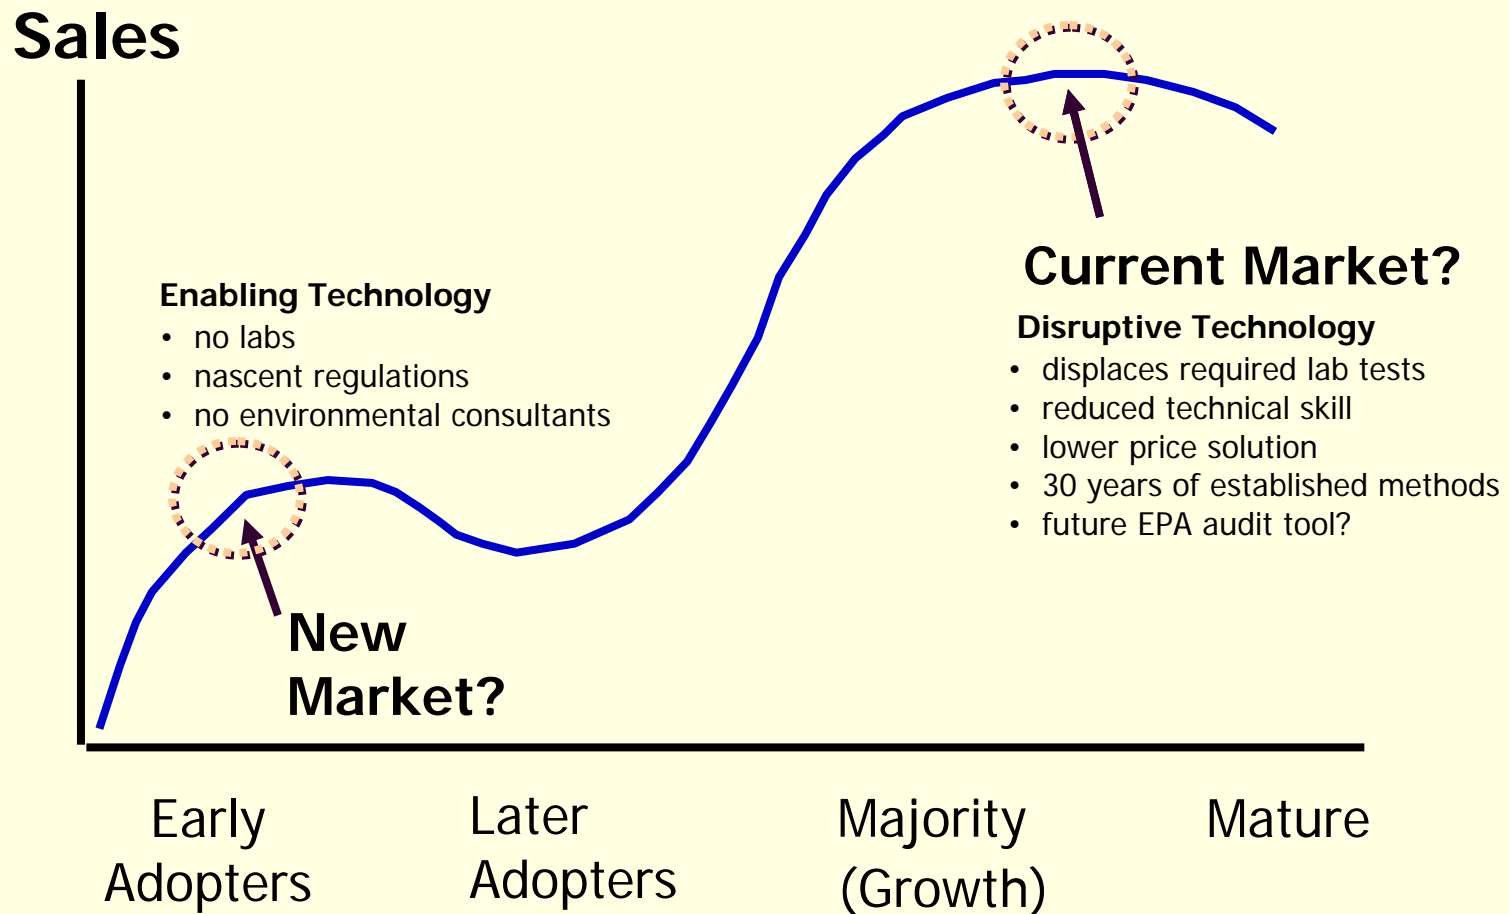 Sales
Enabling Technology
• no labs
• nascent regulations
• no environmental consultants
New
Market?
Current Market?
Disruptive Technology
• displaces required lab tests
• reduced technical skill
• lower price solution
• 30 years of established methods
• future EPA audit tool?
Early
Adopters
Later
Adopters
Majority
(Growth)
Mature